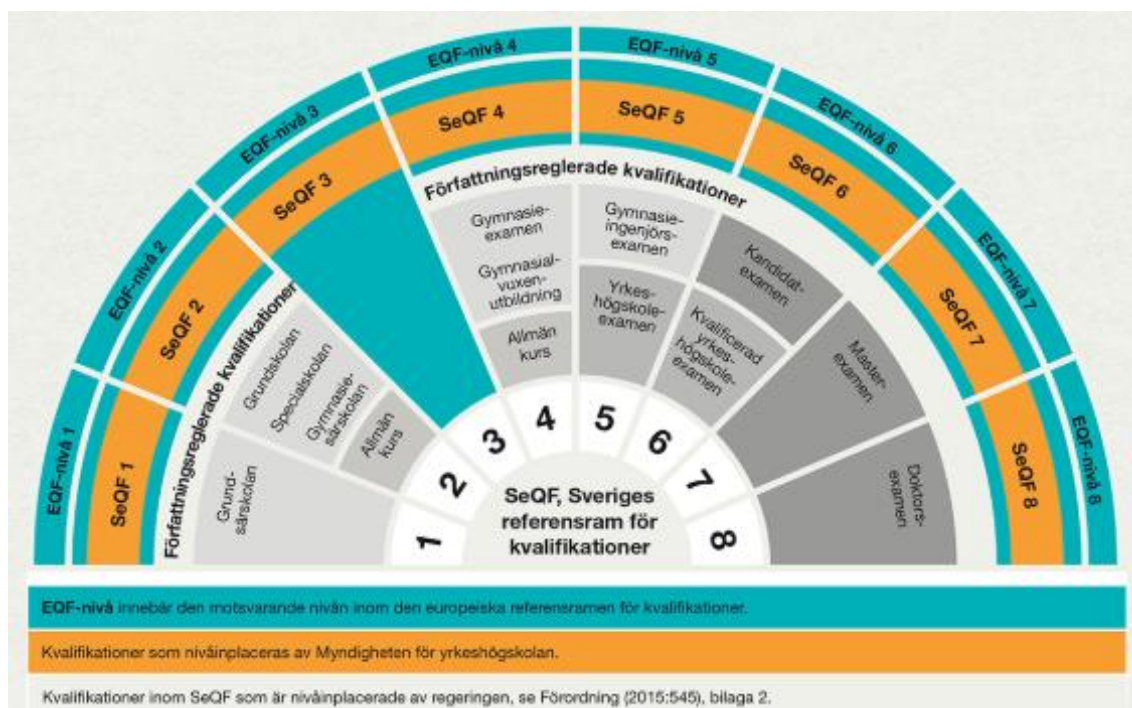 EQF-nivå 1
EQF-nivå 2
EQF-nivå 3
EQF-nivå 4
EQF-nivå 5
EQF-nivå 6
EQF-nivå 7
EQF-nivå 8
SeQF 1
SeQF 2
SeQF 3
SeQF 4
SeQF 5
SeQF 6
SeQF 7
SeQF 8
Författningsreglerade kvalifikationer
Författningsreglerade kvalifikationer
Grund-
särskolan
Grundskolan
Specialskolan
Gymnasie-
särskolan
Allmän
kurs
Gymnasie-
examen
Gymnasial-
vuxen-
utbildning
Allmän
kurs
Gymnasie-
ingenjörs-
examen
Yrkes-
högskole-
examen
Kandidat-
examen
Kvalificerad
yrkes-
högskole-
examen
Master-
examen
Doktors-
examen
1
2
3
4
5
6
7
8
SeQF, Sveriges
referensram för
kvalifikationer
EQF-nivå innebär den motsvarande nivån inom den europeiska referensramen för kvalifikationer.
Kvalifikationer som nivåinplaceras av Myndigheten för yrkeshögskolan.
Kvalifikationer inom SeQF som är nivåinplacerade av regeringen, se Förordning (2015:545), bilaga 2.